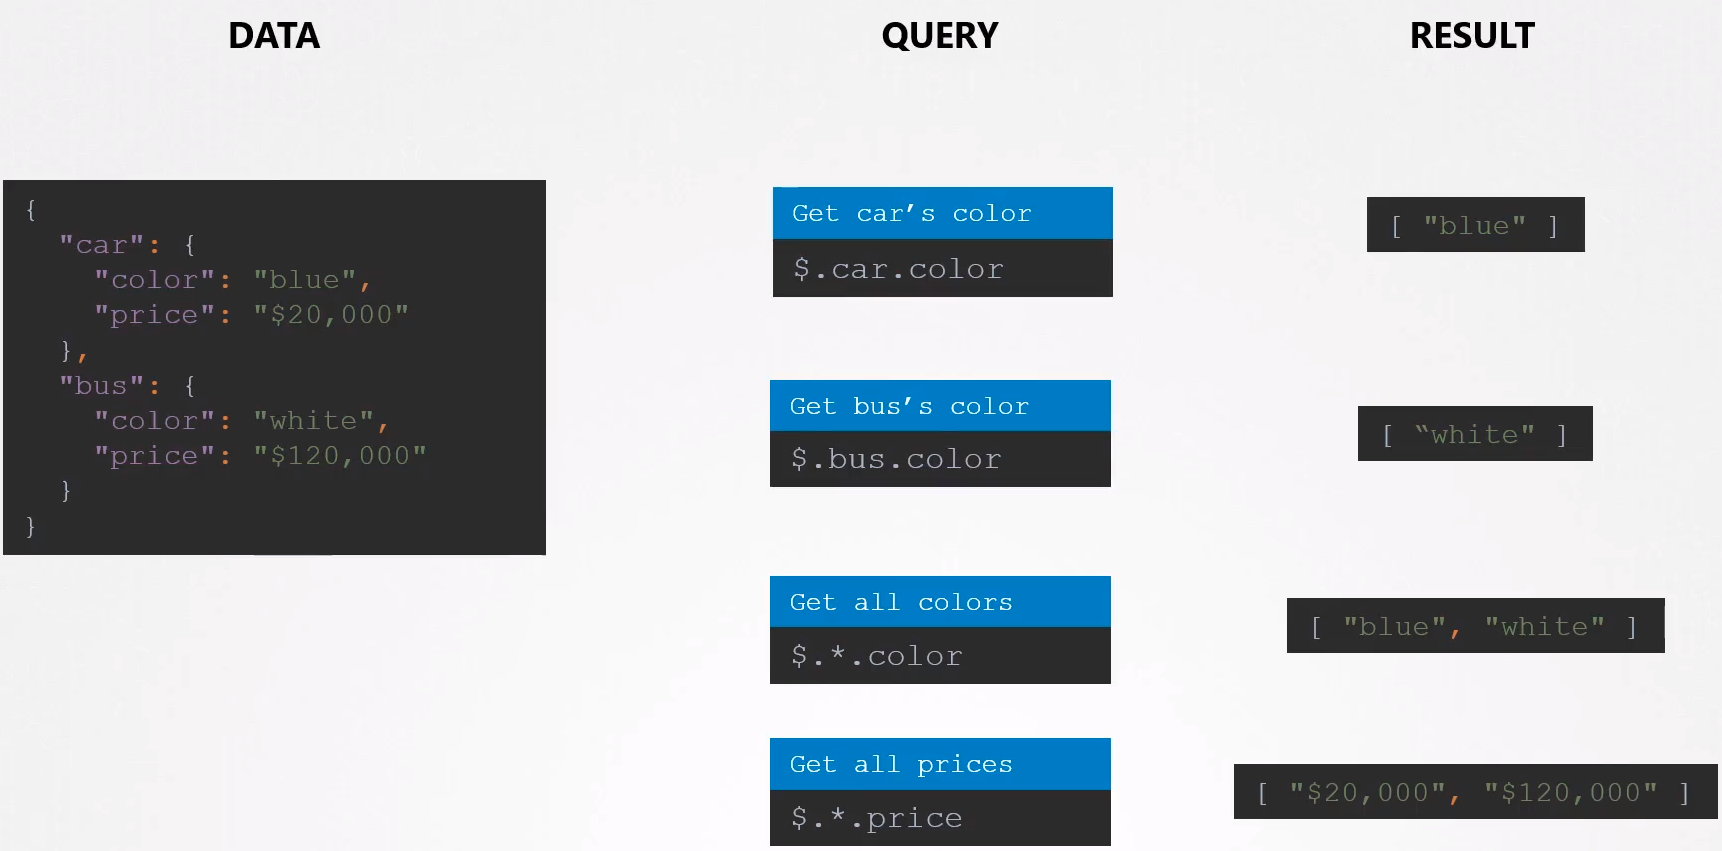 DATA
QUERY
RESULT
{
"car": {
"color": "blue",
"price": "$20,000"
},
"bus": {
"color": "white",
"price": "$120,000"
}
}
Get car’s color
$.car.color
[ "blue" ]
Get bus’s color
$.bus.color
[ “white" ]
Get all colors
$.*.color
[ "blue", "white" ]
Get all prices
$.*.price
[ "$20,000", "$120,000" ]